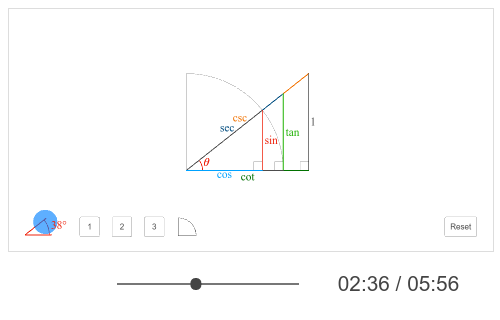 csc
sec
1
tan
sin
θ
cos
cot
38°
1
2
3
Reset
02:36 / 05:56